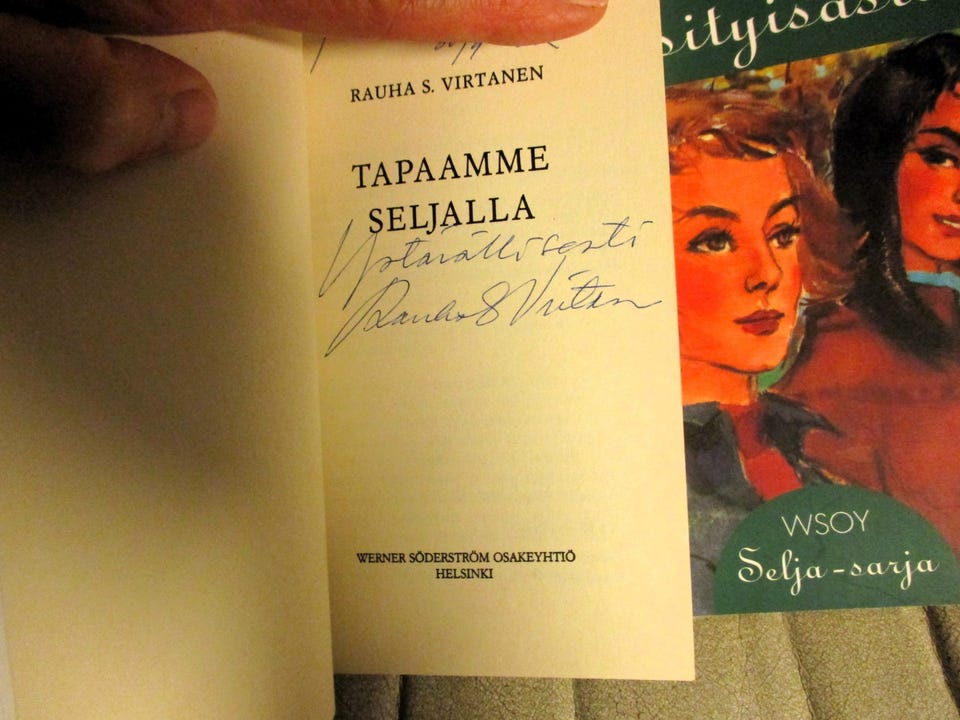 RAUHA S. VIRTANEN
TAPAAMME
SELJALLA
Ystävällisesti
Rauha S Virtanen
WERNER SÖDERSTRÖM OSAKEYHTIÖ
HELSINKI
WSOY
Selja-sarja